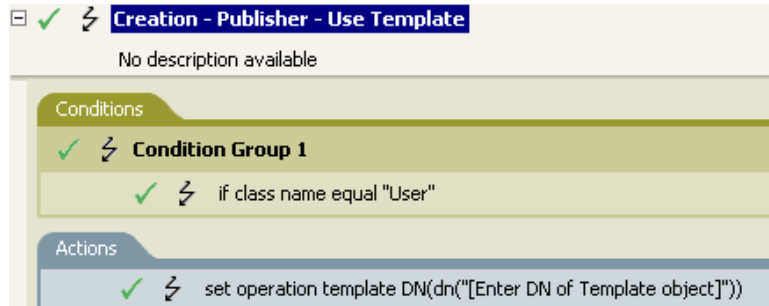 Creation - Publisher - Use Template
No description available
Conditions
Condition Group 1
if class name equal "User"
Actions
set operation template DN(dn("[Enter DN of Template object]"))